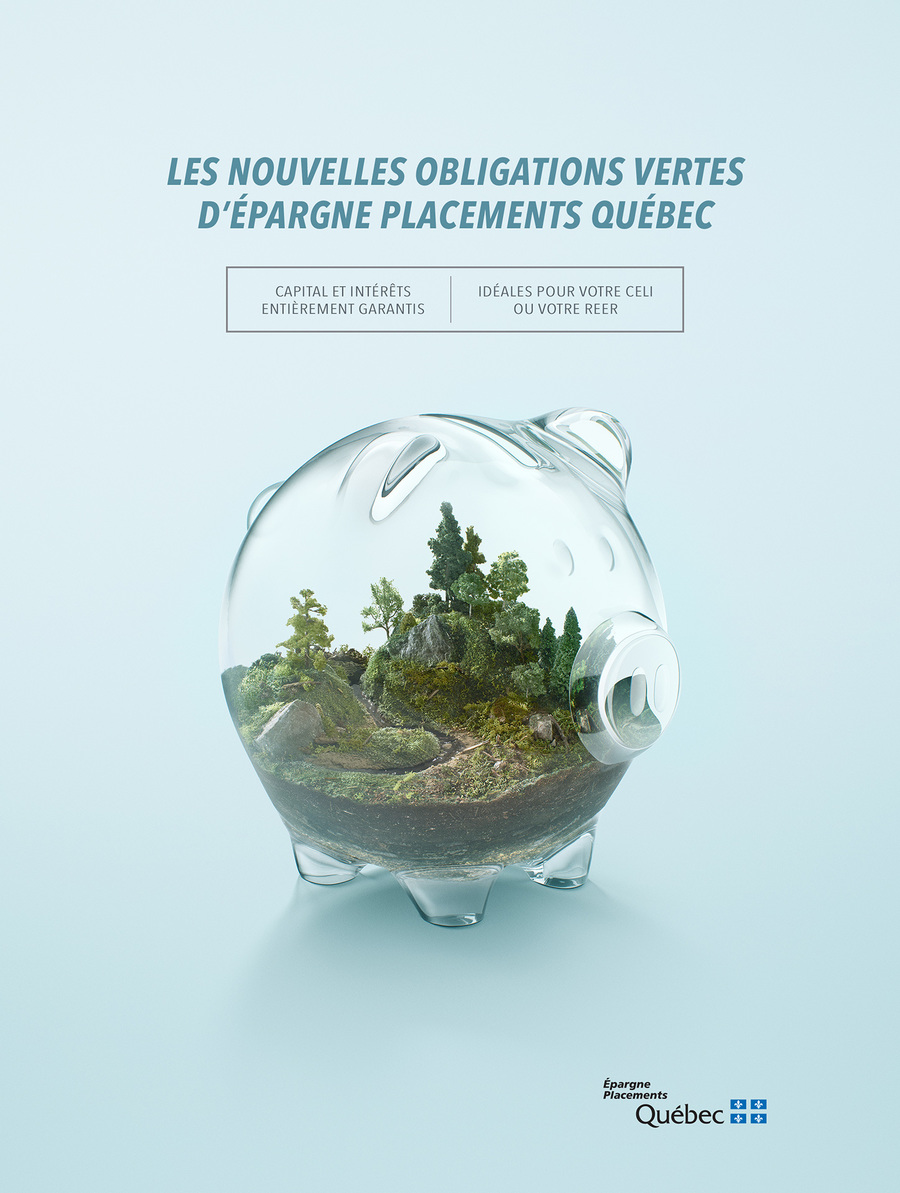 LES NOUVELLES OBLIGATIONS VERTES
D'ÉPARGNE PLACEMENTS QUÉBEC
CAPITAL ET INTÉRÊTS
ENTIÈREMENT GARANTIS
IDÉALES POUR VOTRE CELI
OU VOTRE REER
Épargne
Placements
Québec